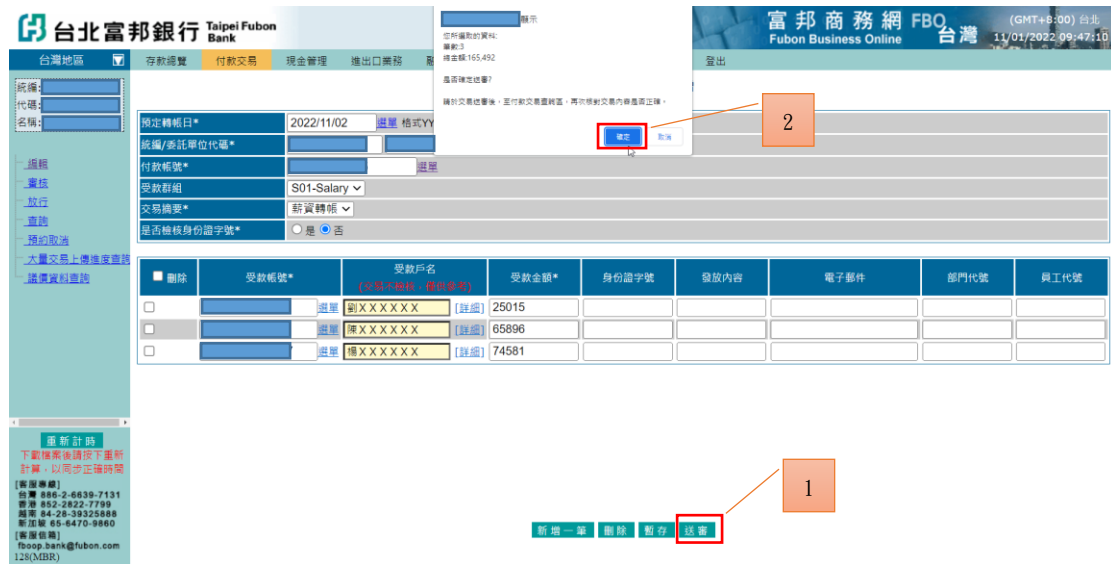 台北富邦銀行 Taipei Fubon Bank
富邦商務網 FBO 台灣
Fubon Business Online
(GMT+8:00) 台北
11/01/2022 09:47:10
台灣地區
存款總覽 付款交易 現金管理 進出口業務 登出
顯示
您所選取的資料:
筆數:3
總金額:165,492
是否確定送審?
請於交易送審後，至付款交易查詢區，再次核對交易內容是否正確。
確定 取消
2
統編:
代碼:
名稱:
編輯
審核
放行
查詢
預約取消
大量交易上傳進度查詢
議價資料查詢
預定轉帳日* 2022/11/02 選單 格式YY
統編/委託單位代碼*
付款帳號* 選單
受款群組 S01-Salary
交易摘要* 薪資轉帳
是否檢核身份證字號* 是 否
刪除 受款帳號* 受款戶名 受款金額* 身份證字號 發放內容 電子郵件 部門代號 員工代號
(交易不檢核，僅供參考)
選單 劉XXXXXX [詳細] 25015
選單 陳XXXXXX [詳細] 65896
選單 楊XXXXXX [詳細] 74581
重新計時
下載檔案後請按下重新
計算，以同步正確時間
[客服專線]
台灣 886-2-6639-7131
香港 852-2822-7799
越南 84-28-39325888
新加坡 65-6470-9860
[客服信箱]
fboop.bank@fubon.com
128(MBR)
1
新增一筆 刪除 暫存 送審